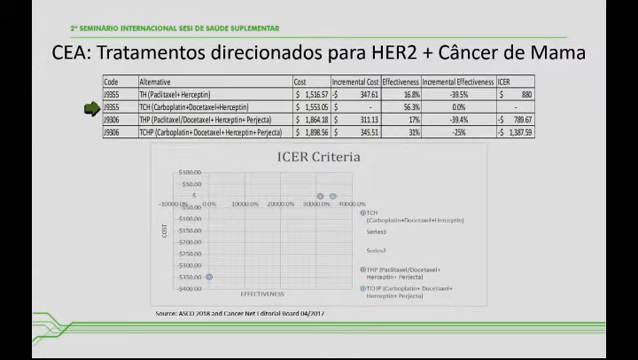 2º SEMINÁRIO INTERNACIONAL SESI DE SAÚDE SUPLEMENTAR
CEA: Tratamentos direcionados para HER2 + Câncer de Mama
Code Alternative Cost Incremental Cost Effectiveness Incremental Effectiveness ICER
J9355 TH (Paclitaxel+ Herceptin) $ 1,516.57 -$ 347.61 16.8% -39.5% $ 880
J9355 TCH (Carboplatin+Docetaxel+Herceptin) $ 1,553.05 $ - 56.3% 0.0% -
J9306 THP (Paclitaxel/Docetaxel+ Herceptin+ Perjecta) $ 1,864.18 $ 311.13 17% -39.4% -$ 789.67
J9306 TCHP (Carboplatin+ Docetaxel+ Herceptin+ Perjecta) $ 1,898.56 $ 345.51 31% -25% -$ 1,387.59
ICER Criteria
$100.00
$50.00
$-
-10000.0% 0.0% 10000.0% 20000.0% 30000.0% 40000.0%
-$50.00
-$100.00
-$150.00
-$200.00
-$250.00
-$300.00
-$350.00
-$400.00
COST
EFFECTIVENESS
TCH
(Carboplatin+Docetaxel+Herceptin)
Series3
THP (Paclitaxel/Docetaxel+
Herceptin+ Perjecta)
TCHP (Carboplatin+ Docetaxel+
Herceptin+ Perjecta)
Source: ASCO 2018 and Cancer Net Editorial Board 04/2017